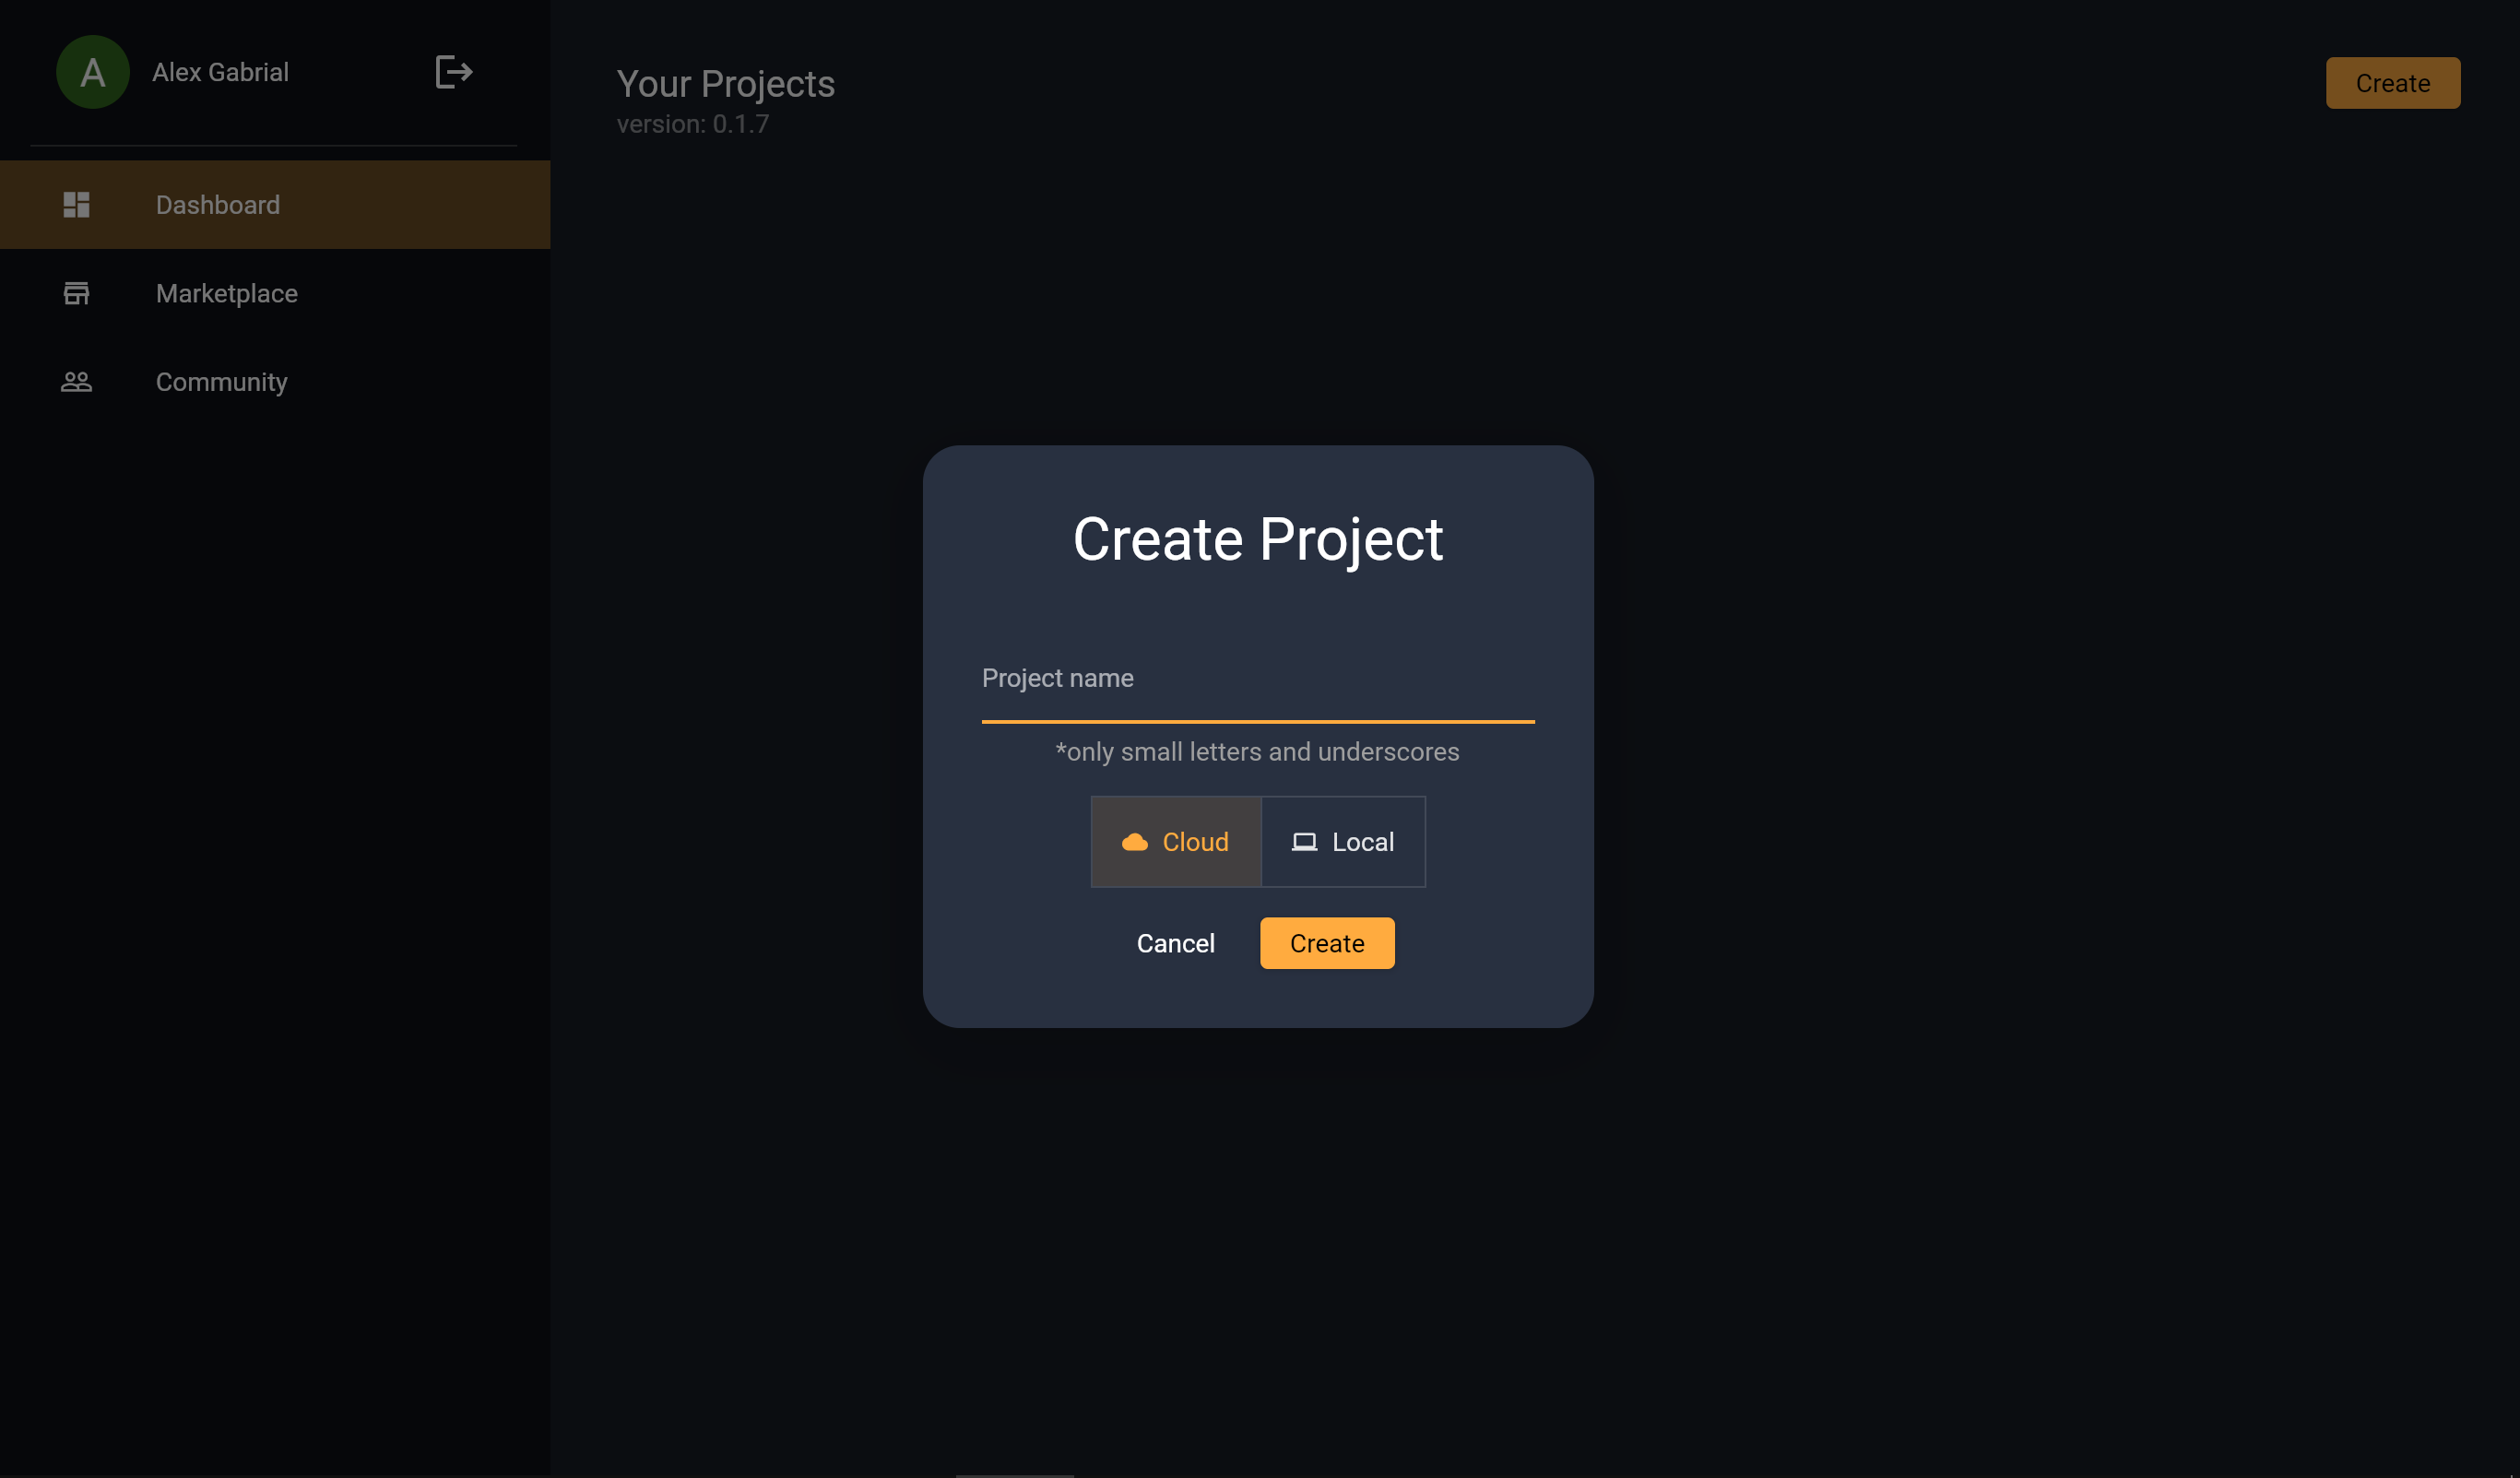 A
Alex Gabrial
Dashboard
Marketplace
Community
Your Projects
version: 0.1.7
Create
Create Project
Project name
*only small letters and underscores
Cloud
Local
Cancel
Create